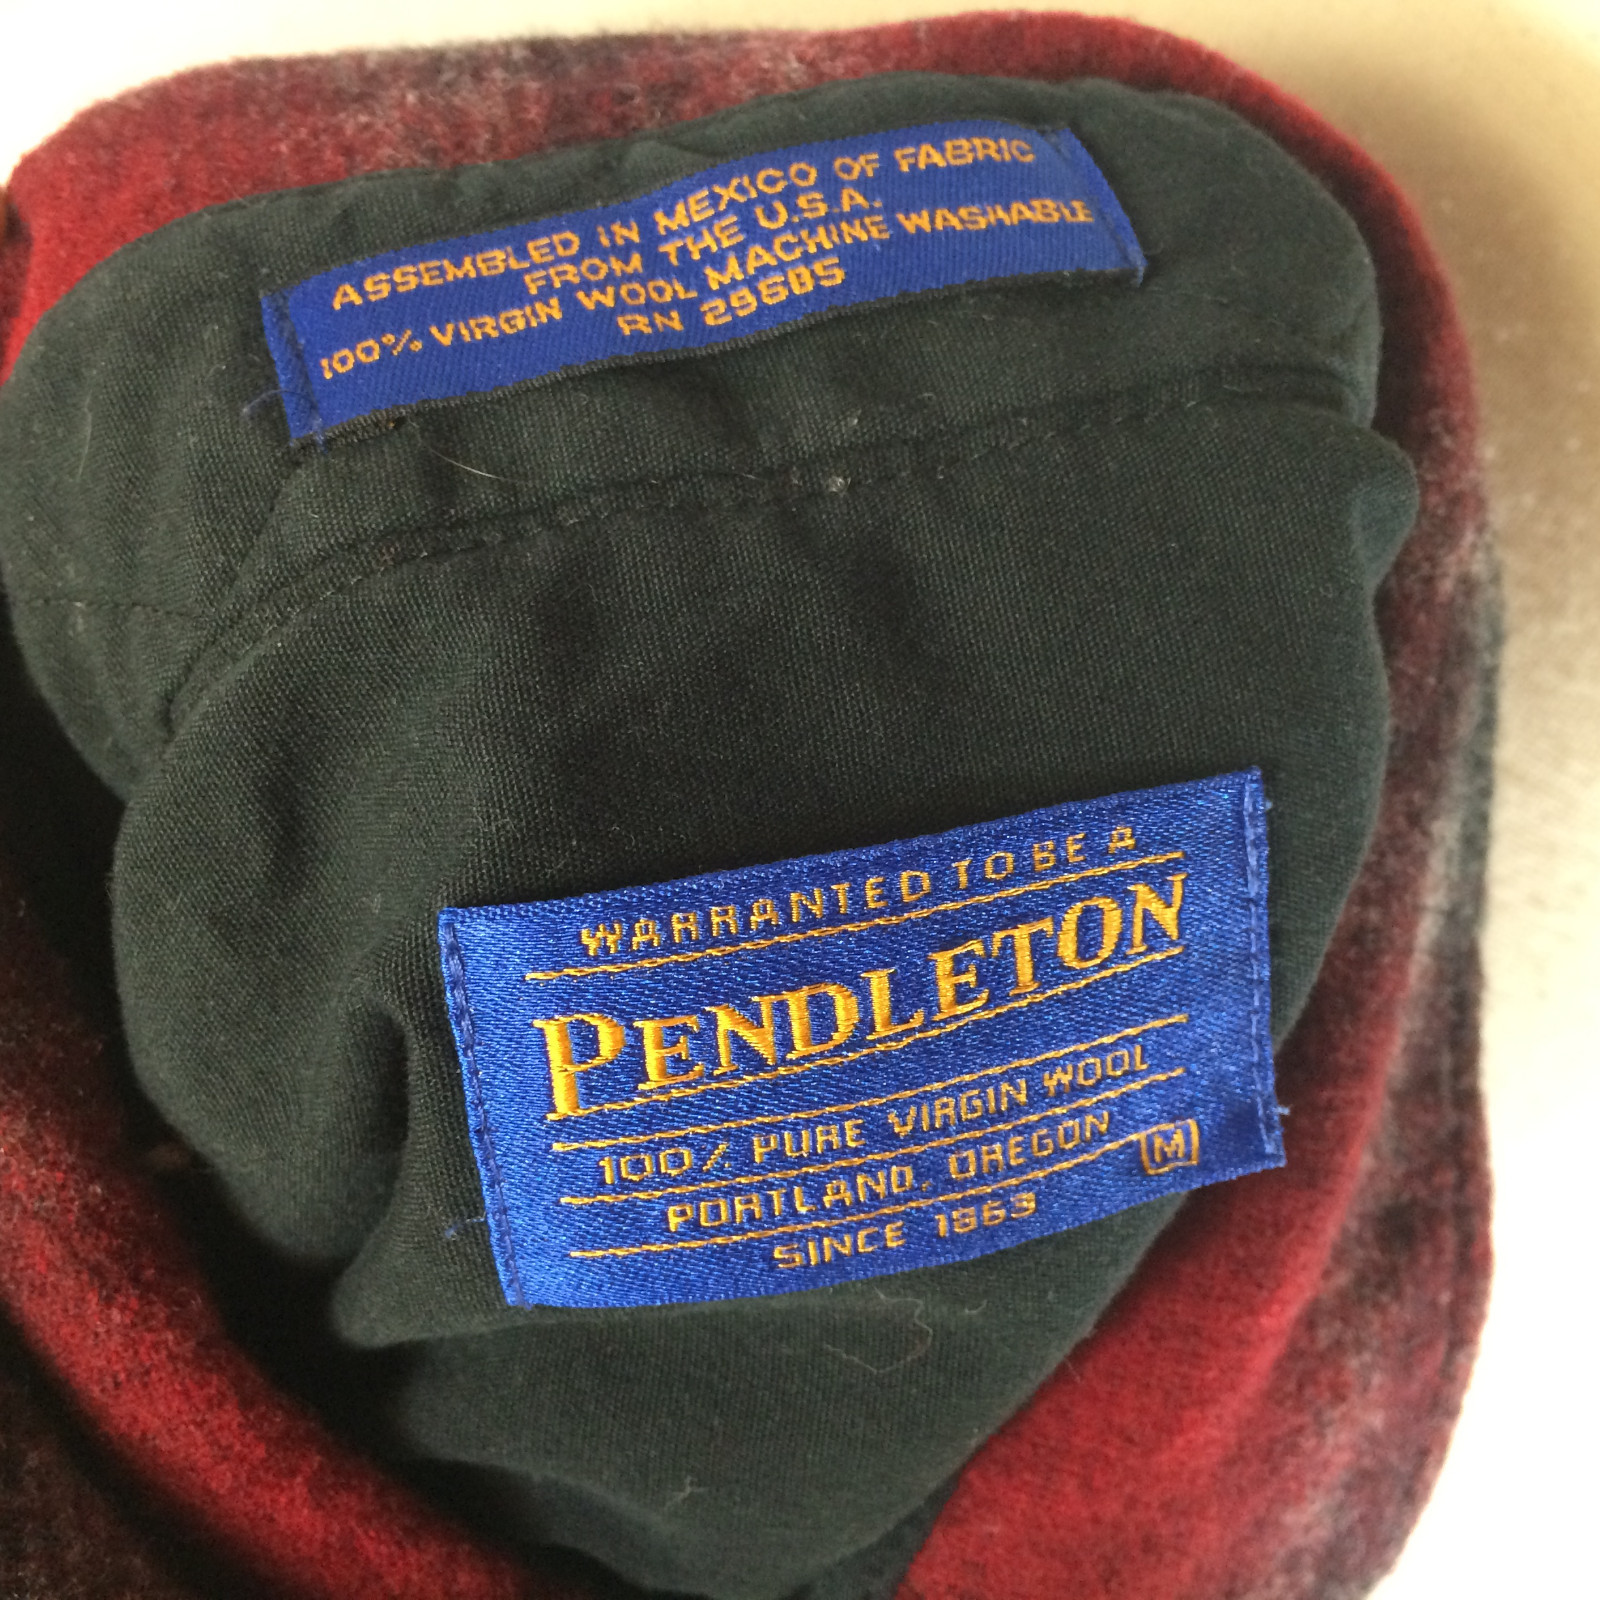 ASSEMBLED IN MEXICO OF FABRIC
FROM THE U.S.A.
100% VIRGIN WOOL MACHINE WASHABLE
RN 29685
WARRANTED TO BE A
PENDLETON
100% PURE VIRGIN WOOL
PORTLAND, OREGON
M
SINCE 1863